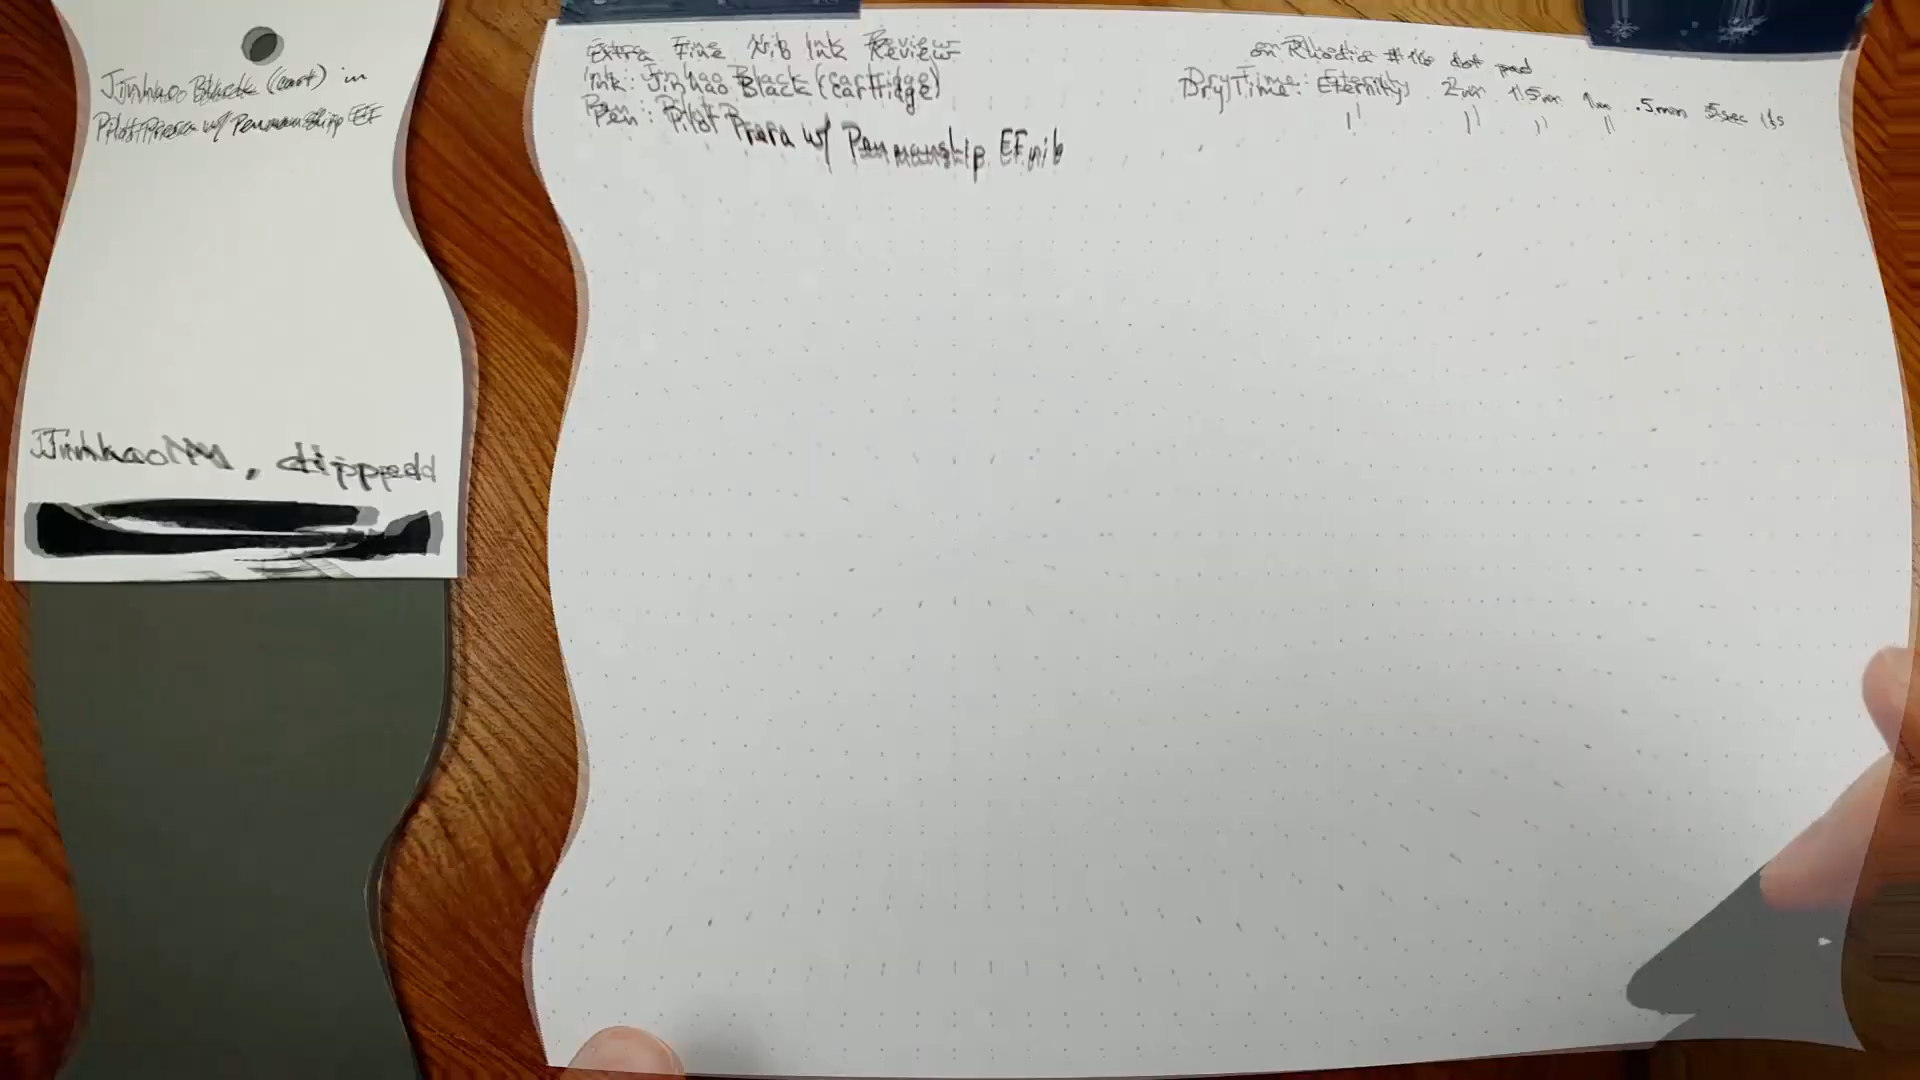 Jinhao Black (cart) in
Pilot Prera w/ Penmanship EF
Jinhao, dipped
Extra Fine Nib Ink Review
Ink: Jinhao Black (cartridge)
Pen: Pilot Prera w/ Penmanship EF nib
on Rhodia #16 dot pad
Dry Time: Eternity 2min 1.5m 1m .5min 5sec 1s